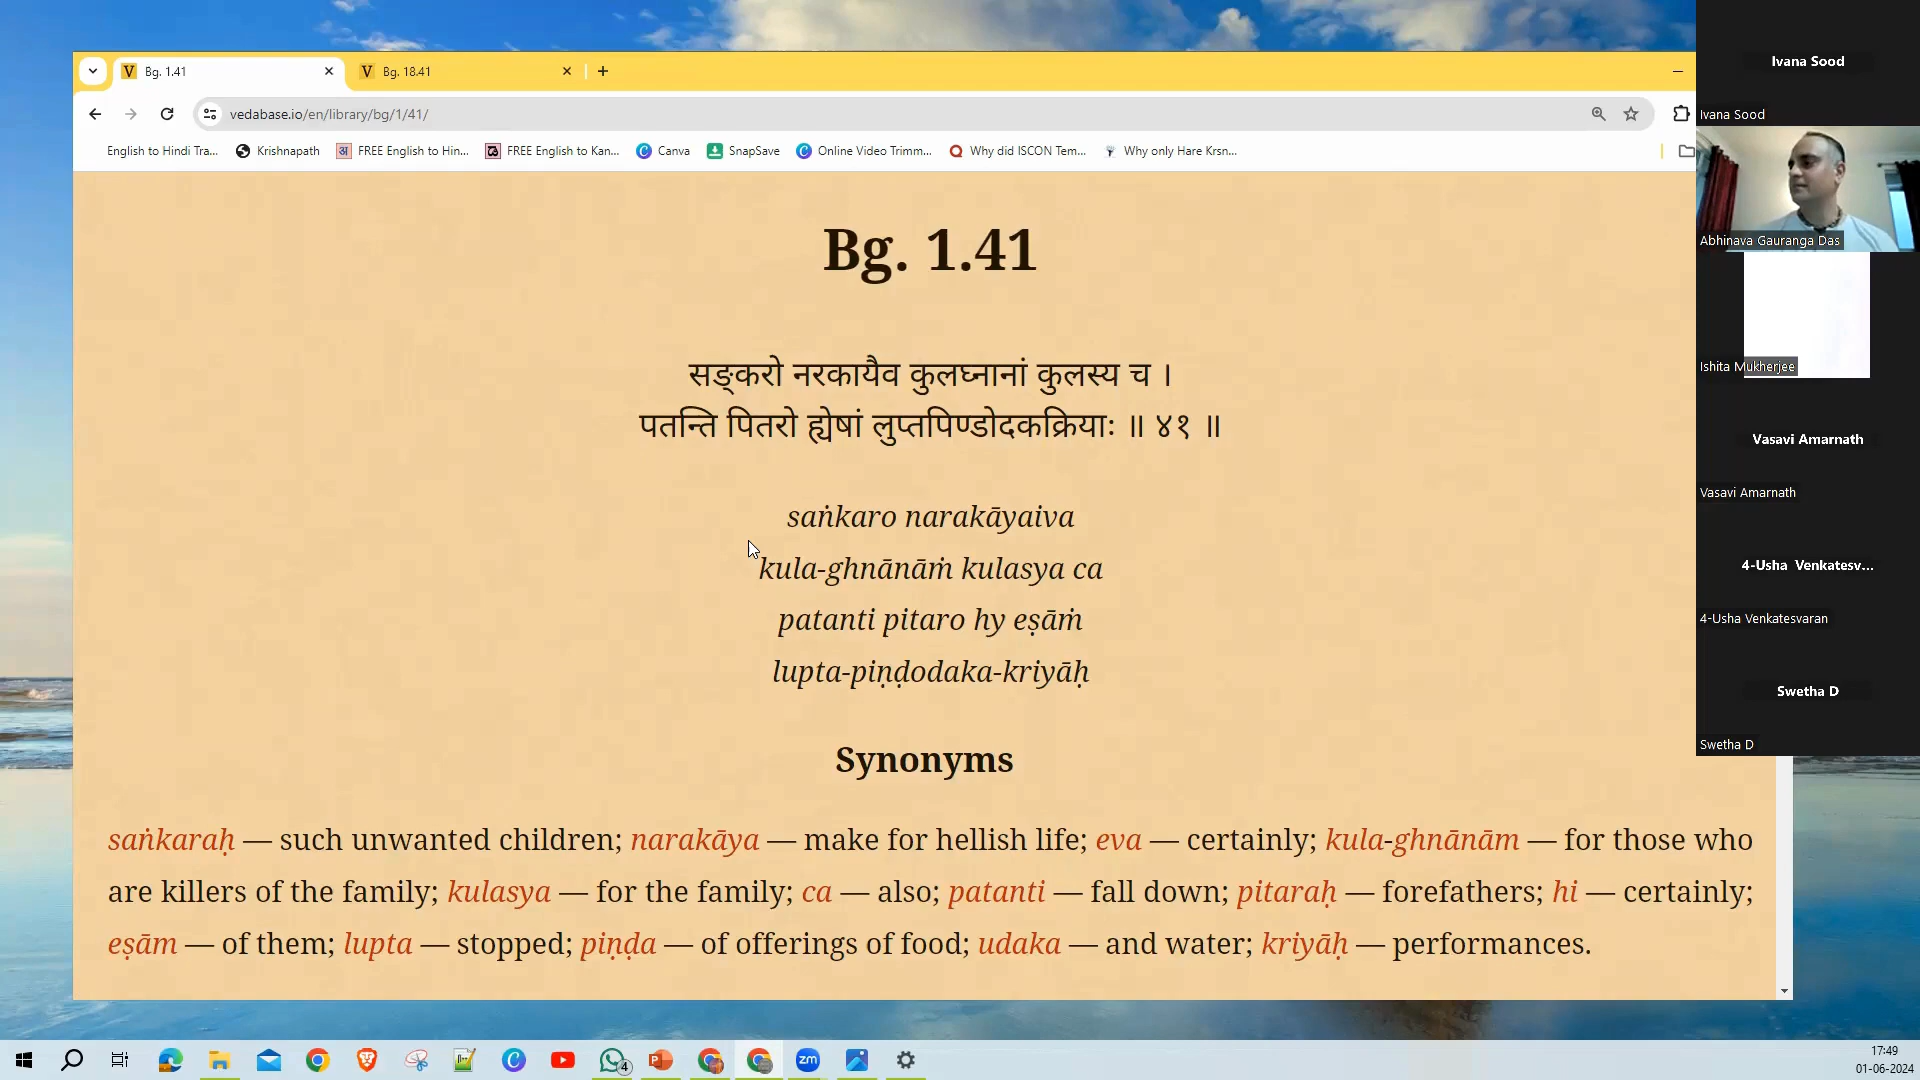 Bg. 1.41
Bg. 18.41
vedabase.io/en/library/bg/1/41/
English to Hindi Tra...
Krishnapath
FREE English to Hin...
FREE English to Kan...
Canva
SnapSave
Online Video Trimm...
Why did ISCON Tem...
Why only Hare Krsn...
Bg. 1.41
सङ्करो नरकायैव कुलघ्नानां कुलस्य च ।
पतन्ति पितरो ह्येषां लुप्तपिण्डोदकक्रियाः ॥ ४१ ॥
saṅkaro narakāyaiva
kula-ghnānāṁ kulasya ca
patanti pitaro hy eṣāṁ
lupta-piṇḍodaka-kriyāḥ
Synonyms
saṅkaraḥ — such unwanted children; narakāya — make for hellish life; eva — certainly; kula-ghnānām — for those who
are killers of the family; kulasya — for the family; ca — also; patanti — fall down; pitaraḥ — forefathers; hi — certainly;
eṣām — of them; lupta — stopped; piṇḍa — of offerings of food; udaka — and water; kriyāḥ — performances.
Ivana Sood
Ivana Sood
Abhinava Gauranga Das
Ishita Mukherjee
Vasavi Amarnath
Vasavi Amarnath
4-Usha Venkatesv...
4-Usha Venkatesvaran
Swetha D
Swetha D
4
zm
17:49
01-06-2024